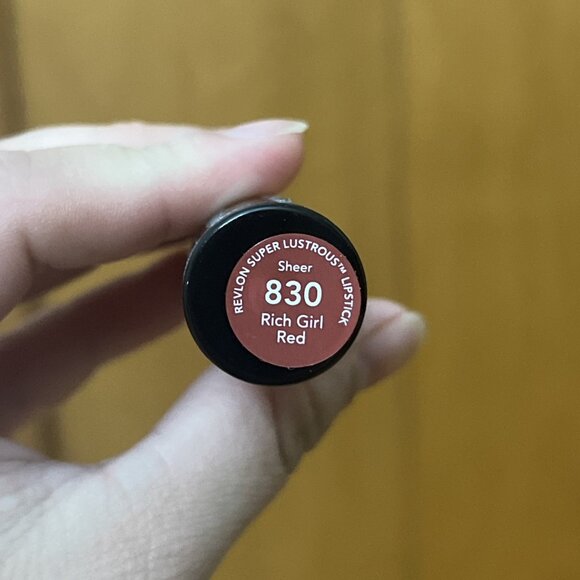 REVLON SUPER LUSTROUS™ LIPSTICK
Sheer
830
Rich Girl
Red